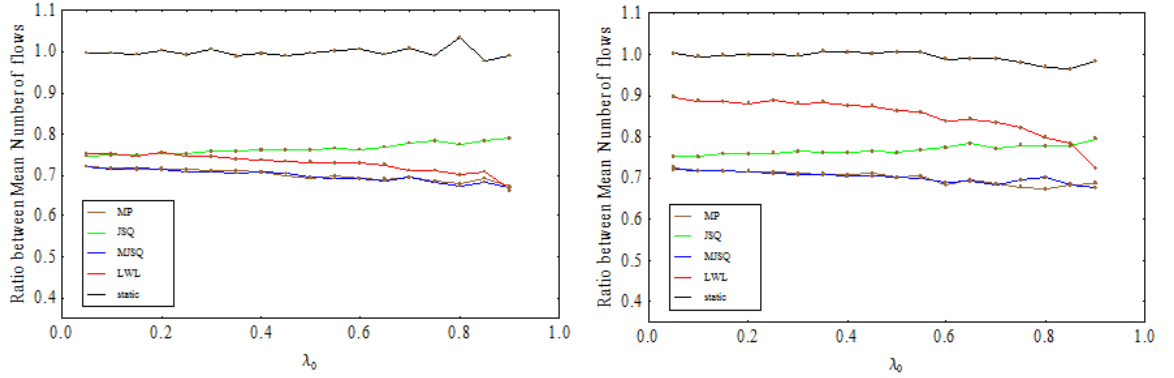 Ratio between Mean Number of flows
1.1
1.0
0.9
0.8
0.7
0.6
0.5
0.4
MP
JSQ
MJSQ
LWL
static
0.0 0.2 0.4 0.6 0.8 1.0
λ0
Ratio between Mean Number of flows
1.1
1.0
0.9
0.8
0.7
0.6
0.5
0.4
MP
JSQ
MJSQ
LWL
static
0.0 0.2 0.4 0.6 0.8 1.0
λ0